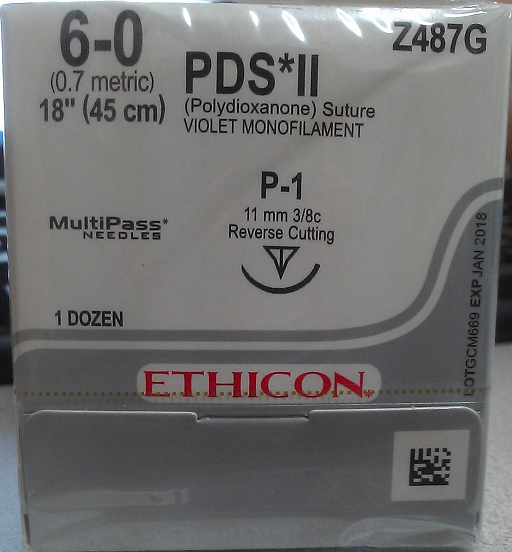 6-0
(0.7 metric)
18" (45 cm)
PDS*II
(Polydioxanone) Suture
VIOLET MONOFILAMENT
Z487G
P-1
11 mm 3/8c
Reverse Cutting
MultiPass*
NEEDLES
1 DOZEN
LOTGCM669 EXP JAN 2018
ETHICON*